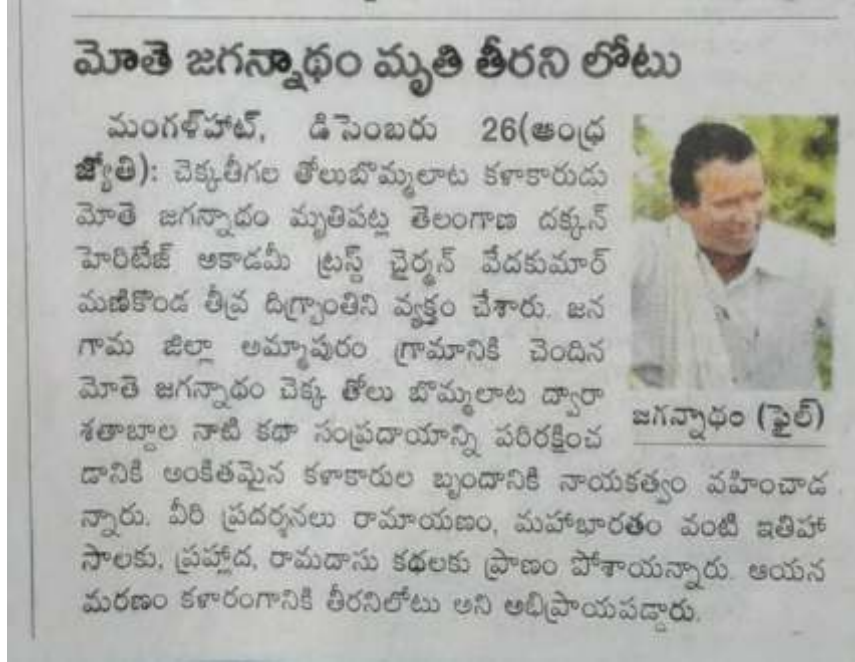 మోతె జగన్నాథం మృతి తీరని లోటు
మంగళ్‌హాట్, డిసెంబరు 26(ఆంధ్ర
జ్యోతి): చెక్కతీగల తోలుబొమ్మలాట కళాకారుడు
మోతె జగన్నాదం మృతిపట్ల తెలంగాణ దక్కన్
హెరిటేజ్ అకాడమీ ట్రస్ట్ చైర్మన్ వేదకుమార్
మణికొండ తీవ్ర దిగ్భ్రాంతిని వ్యక్తం చేశారు. జన
గామ జిల్లా అమ్మాపురం గ్రామానికి చెందిన
మోతె జగన్నాథం చెక్క తోలు బొమ్మలాట ద్వారా
శతాబ్దాల నాటి కథా సంప్రదాయాన్ని పరిరక్షించ
జగన్నాథం (ఫైల్)
డానికి అంకితమైన కళాకారుల బృందానికి నాయకత్వం వహించాడ
న్నారు. వీరి ప్రదర్శనలు రామాయణం, మహాభారతం వంటి ఇతిహా
సాలకు, ప్రహ్లాద, రామదాసు కథలకు ప్రాణం పోశాయన్నారు. ఆయన
మరణం కళారంగానికి తీరనిలోటు అని అభిప్రాయపడ్డారు.